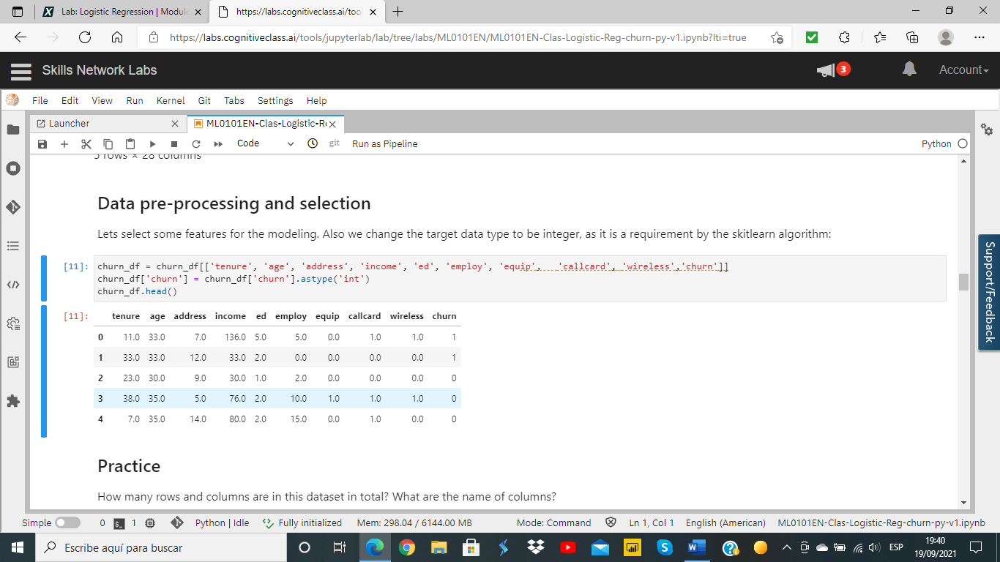 Lab: Logistic Regression | Module
https://labs.cognitiveclass.ai/too
https://labs.cognitiveclass.ai/tools/jupyterlab/lab/tree/labs/ML0101EN/ML0101EN-Clas-Logistic-Reg-churn-py-v1.ipynb?lti=true
Skills Network Labs
3
Account
File Edit View Run Kernel Git Tabs Settings Help
Launcher
ML0101EN-Clas-Logistic-Re
Code
git
Run as Pipeline
Python
5 rows × 28 columns
Data pre-processing and selection
Lets select some features for the modeling. Also we change the target data type to be integer, as it is a requirement by the skitlearn algorithm:
[11]: churn_df = churn_df[['tenure', 'age', 'address', 'income', 'ed', 'employ', 'equip',   'callcard', 'wireless','churn']]
churn_df['churn'] = churn_df['churn'].astype('int')
churn_df.head()
[11]: tenure age address income ed employ equip callcard wireless churn
0 11.0 33.0 7.0 136.0 5.0 5.0 0.0 1.0 1.0 1
1 33.0 33.0 12.0 33.0 2.0 0.0 0.0 0.0 0.0 1
2 23.0 30.0 9.0 30.0 1.0 2.0 0.0 0.0 0.0 0
3 38.0 35.0 5.0 76.0 2.0 10.0 1.0 1.0 1.0 0
4 7.0 35.0 14.0 80.0 2.0 15.0 0.0 1.0 0.0 0
Practice
How many rows and columns are in this dataset in total? What are the name of columns?
Support/Feedback
Simple 0 1 Python | Idle Fully initialized Mem: 298.04 / 6144.00 MB Mode: Command Ln 1, Col 1 English (American) ML0101EN-Clas-Logistic-Reg-churn-py-v1.ipynb
Escribe aquí para buscar
ESP
19:40
19/09/2021